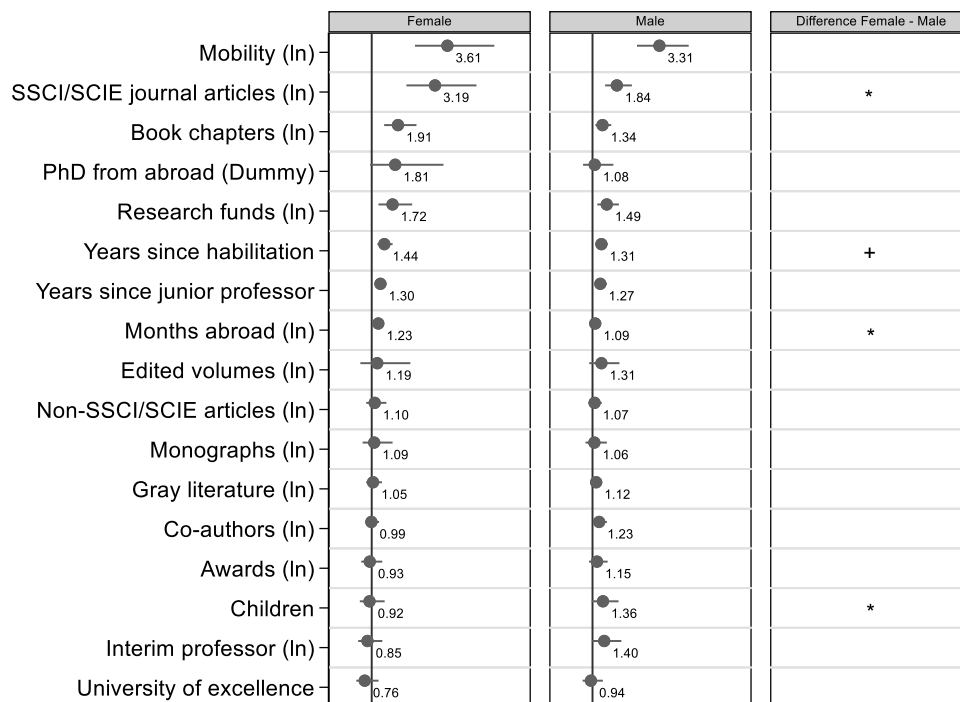 Female Male Difference Female - Male
Mobility (ln) 3.61 3.31
SSCI/SCIE journal articles (ln) 3.19 1.84 *
Book chapters (ln) 1.91 1.34
PhD from abroad (Dummy) 1.81 1.08
Research funds (ln) 1.72 1.49
Years since habilitation 1.44 1.31 +
Years since junior professor 1.30 1.27
Months abroad (ln) 1.23 1.09 *
Edited volumes (ln) 1.19 1.31
Non-SSCI/SCIE articles (ln) 1.10 1.07
Monographs (ln) 1.09 1.06
Gray literature (ln) 1.05 1.12
Co-authors (ln) 0.99 1.23
Awards (ln) 0.93 1.15
Children 0.92 1.36 *
Interim professor (ln) 0.85 1.40
University of excellence 0.76 0.94